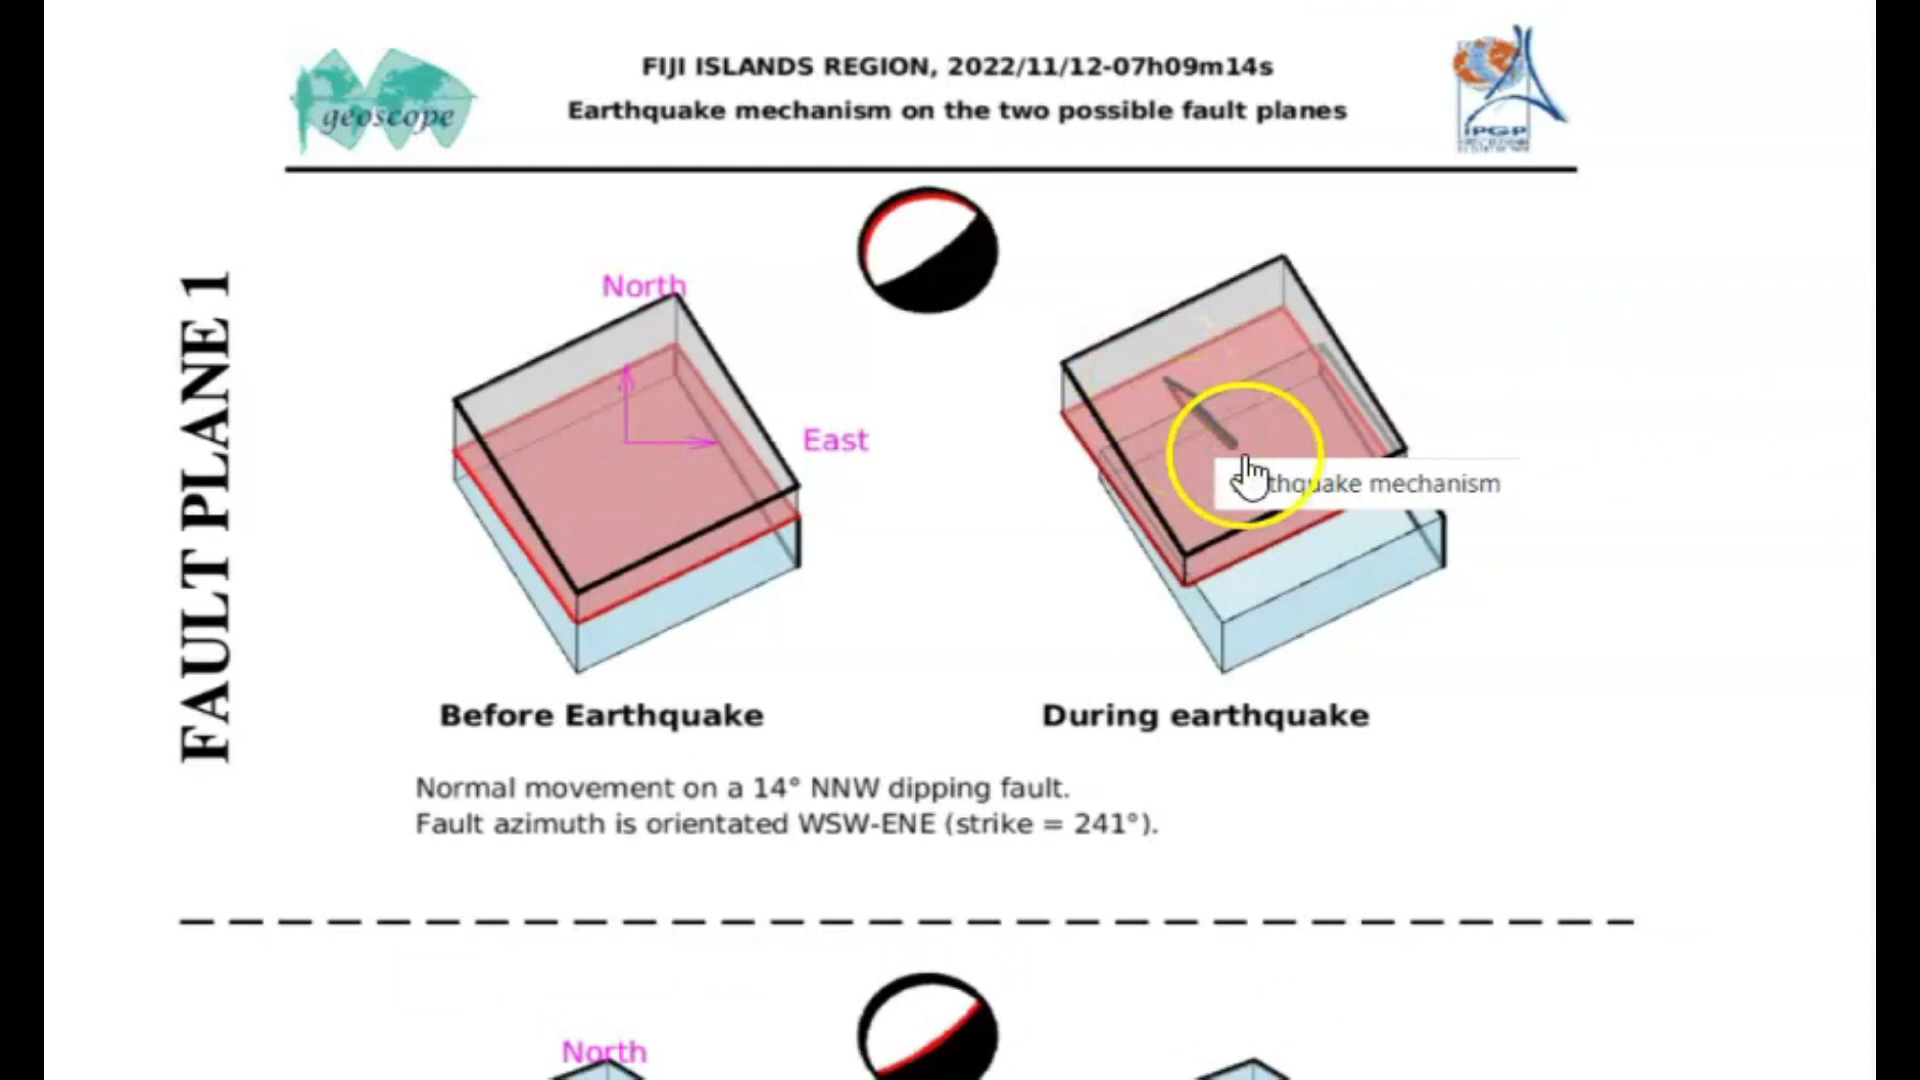 geoscope
FIJI ISLANDS REGION, 2022/11/12-07h09m14s
Earthquake mechanism on the two possible fault planes
IPGP
FAULT PLANE 1
North
East
thquake mechanism
Before Earthquake
During earthquake
Normal movement on a 14° NNW dipping fault.
Fault azimuth is orientated WSW-ENE (strike = 241°).
North